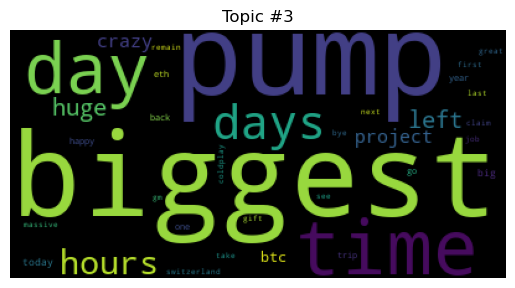 Topic #3
crazy
remain
pump
great
day
eth
first
year
last
huge
back
days
left
next
claim
project
bye
job
happy
biggest
coldplay
go
big
gm
see
gift
massive
one
time
today
hours
take
btc
trip
switzerland